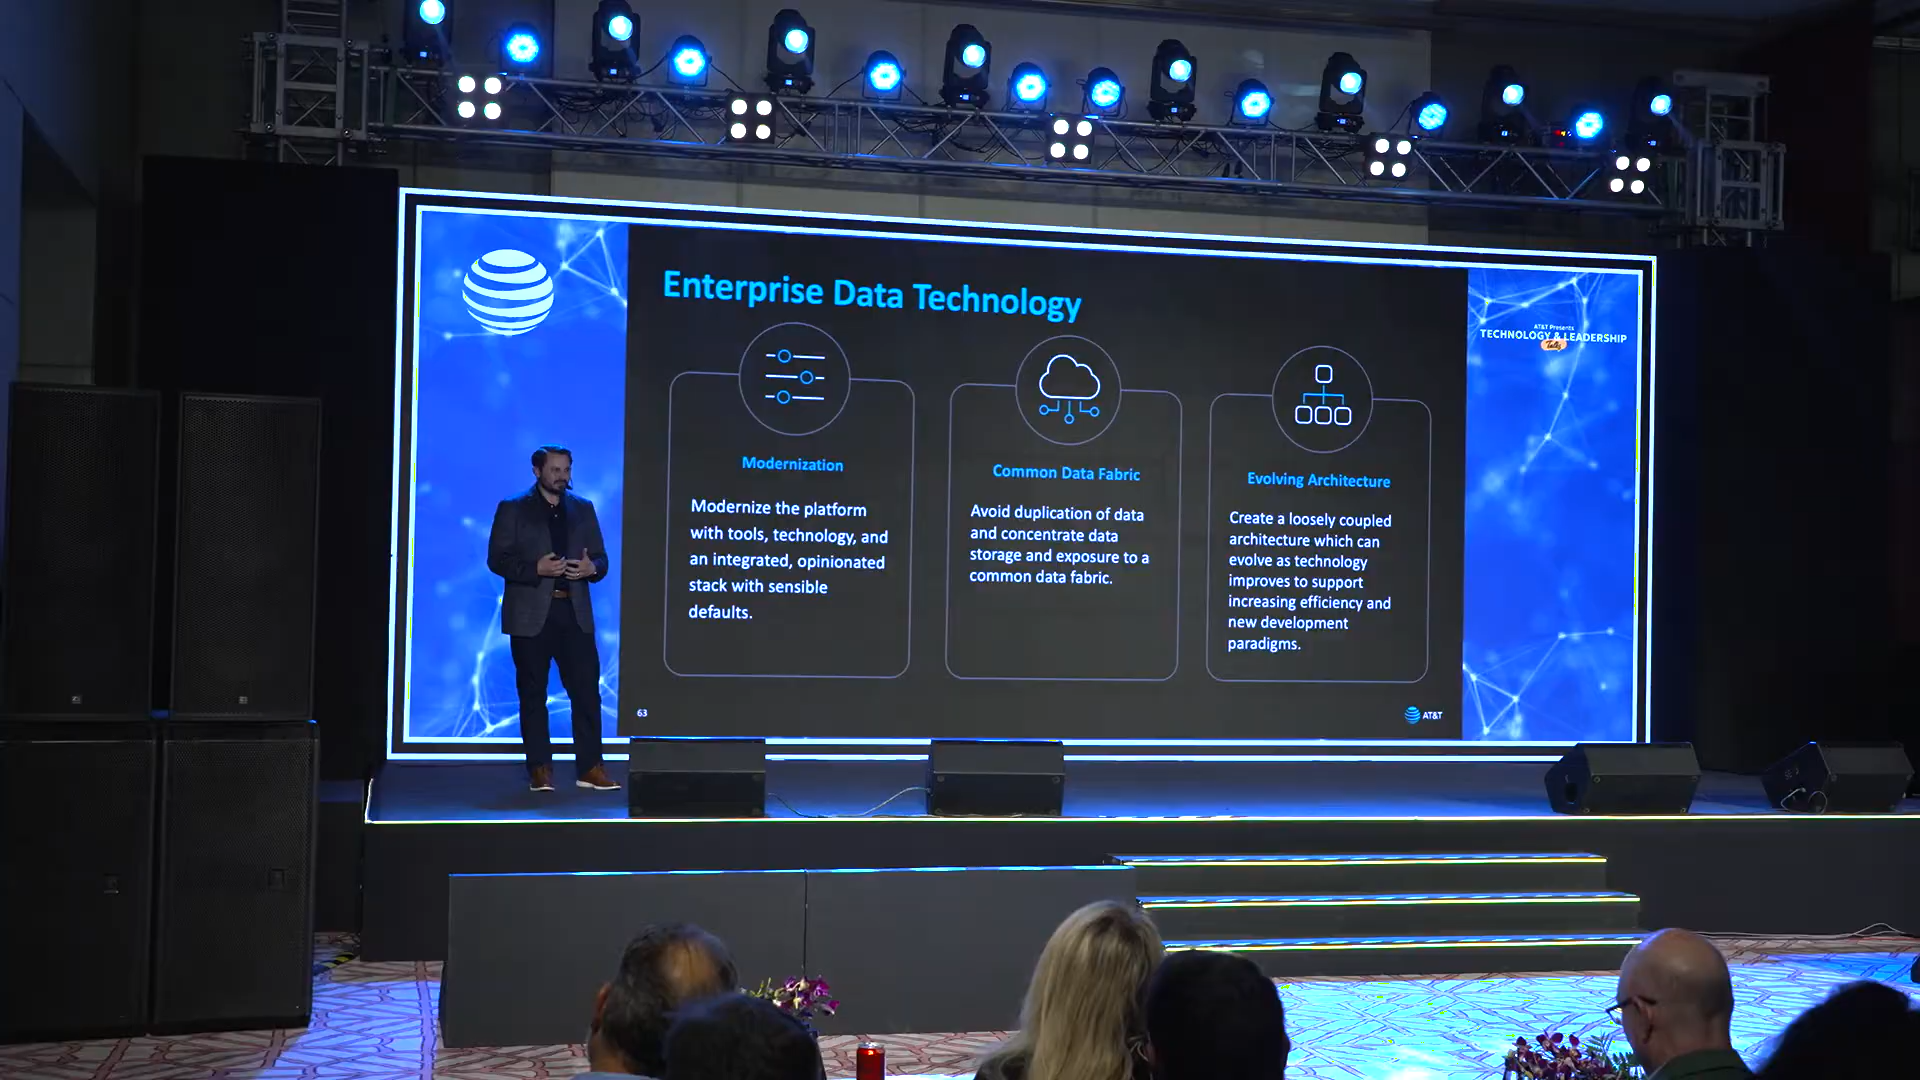 Enterprise Data Technology
AT&T Presents
TECHNOLOGY & LEADERSHIP
Talks
Modernization
Modernize the platform
with tools, technology, and
an integrated, opinionated
stack with sensible
defaults.
Common Data Fabric
Avoid duplication of data
and concentrate data
storage and exposure to a
common data fabric.
Evolving Architecture
Create a loosely coupled
architecture which can
evolve as technology
improves to support
increasing efficiency and
new development
paradigms.
63
AT&T